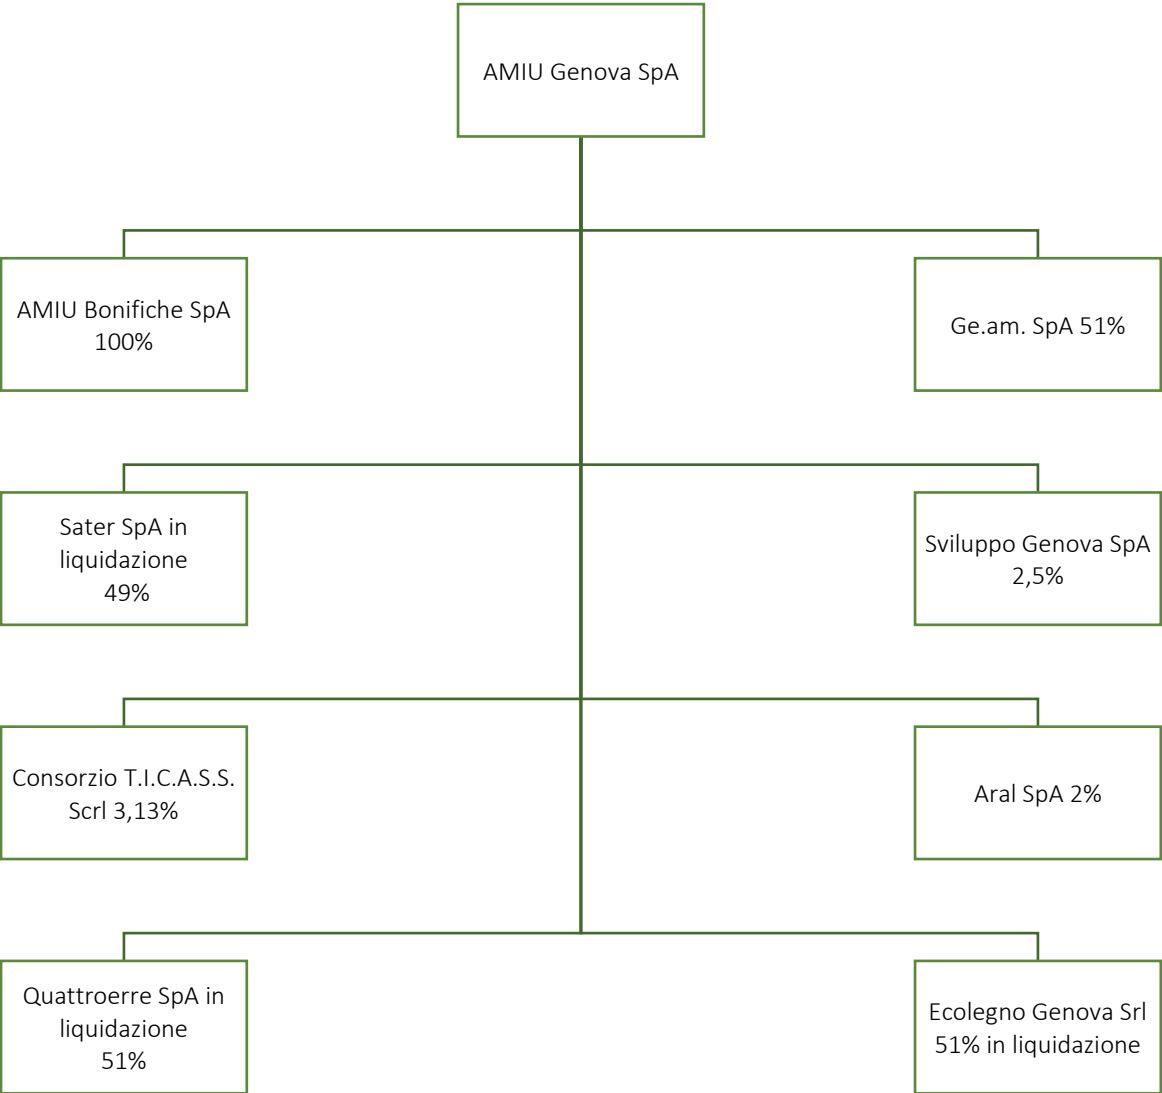 AMIU Genova SpA
AMIU Bonifiche SpA
100%
Ge.am. SpA 51%
Sater SpA in
liquidazione
49%
Sviluppo Genova SpA
2,5%
Consorzio T.I.C.A.S.S.
Scrl 3,13%
Aral SpA 2%
Quattroerre SpA in
liquidazione
51%
Ecolegno Genova Srl
51% in liquidazione